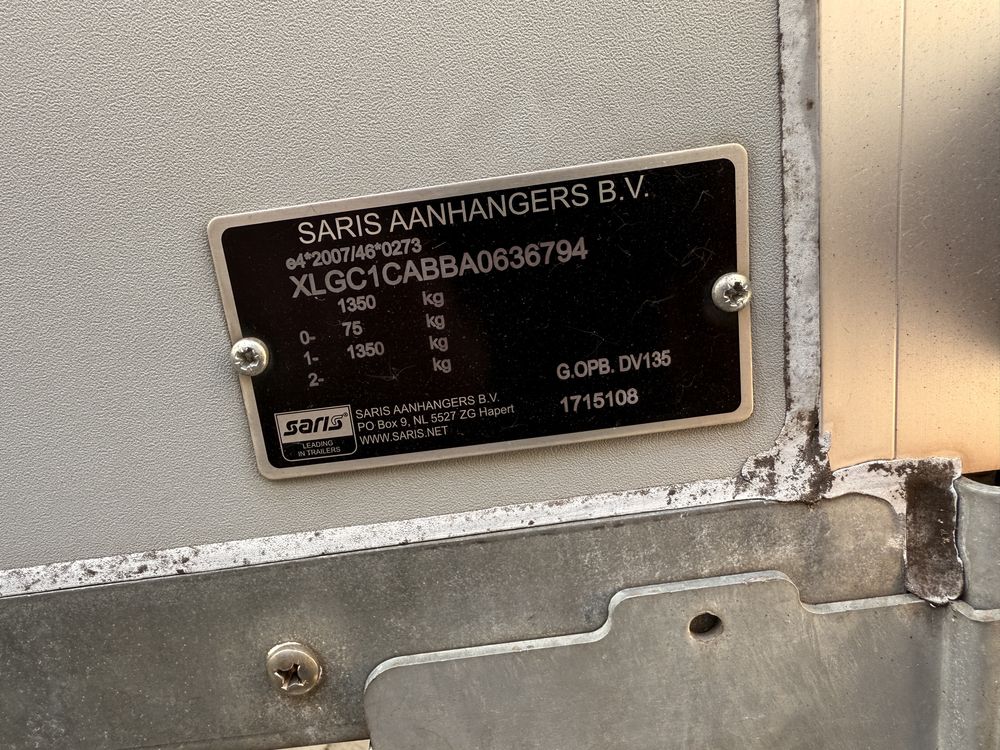 SARIS AANHANGERS B.V.
e4*2007/46*0273
XLGC1CABBA0636794
1350 kg
0- 75 kg
1- 1350 kg
2- kg
G.OPB. DV135
1715108
saris®
LEADING
IN TRAILERS
SARIS AANHANGERS B.V.
PO Box 9, NL 5527 ZG Hapert
WWW.SARIS.NET